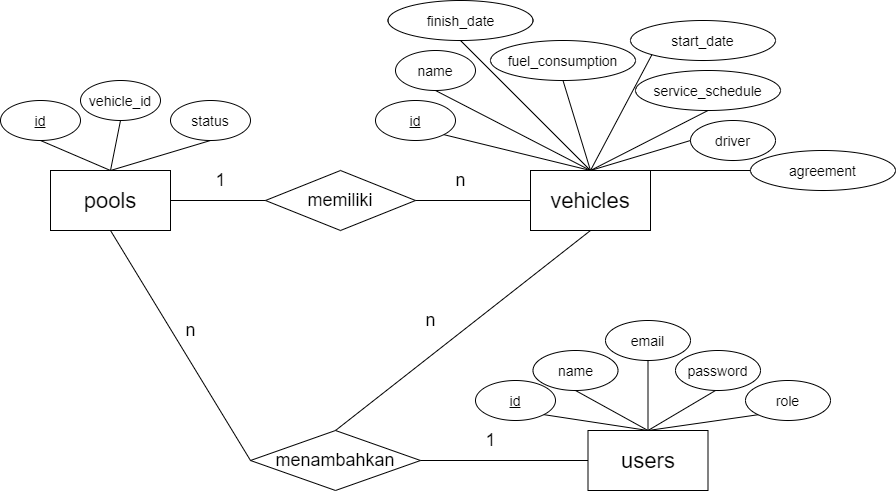 finish_date
start_date
fuel_consumption
name
service_schedule
vehicle_id
id
status
id
driver
agreement
pools
1
memiliki
n
vehicles
n
n
email
name
password
id
role
1
menambahkan
users